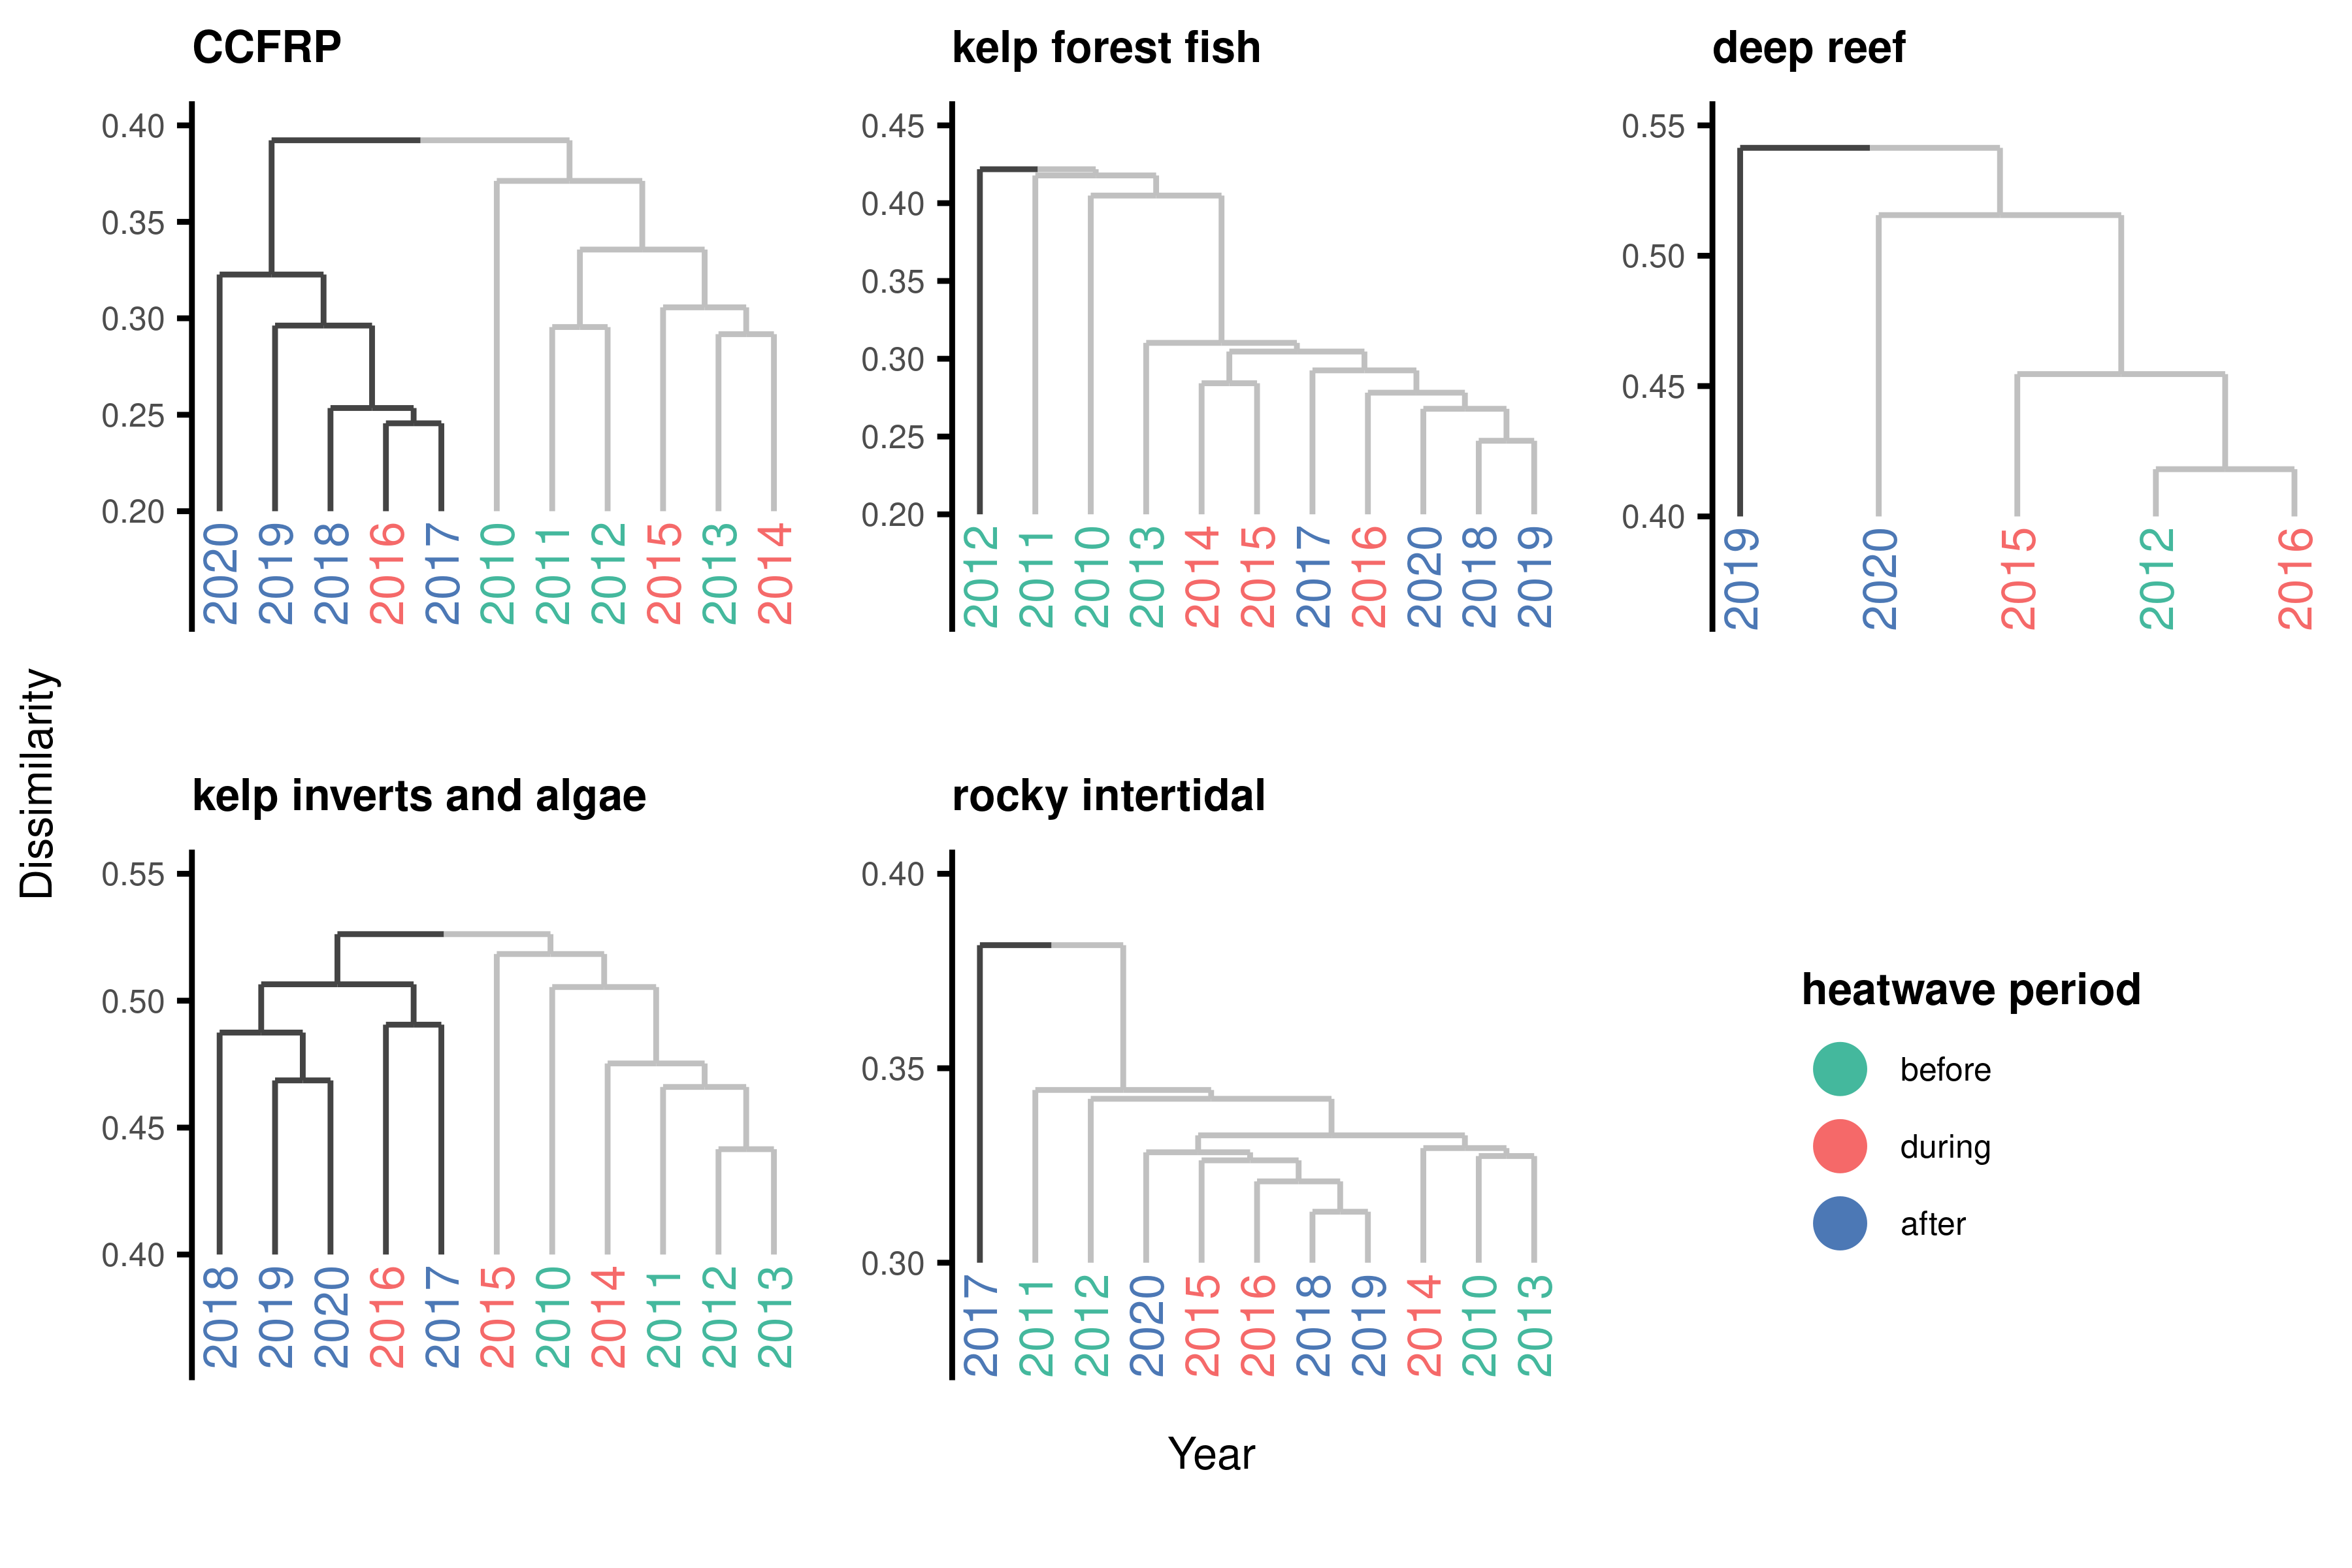 CCFRP
0.40
0.35
0.30
0.25
0.20
2020 2019 2018 2016 2017 2010 2011 2012 2015 2013 2014
kelp forest fish
0.45
0.40
0.35
0.30
0.25
0.20
2012 2011 2010 2013 2014 2015 2017 2016 2020 2018 2019
deep reef
0.55
0.50
0.45
0.40
2019 2020 2015 2012 2016
Dissimilarity
kelp inverts and algae
0.55
0.50
0.45
0.40
2018 2019 2020 2016 2017 2015 2010 2014 2011 2012 2013
rocky intertidal
0.40
0.35
0.30
2017 2011 2012 2020 2015 2016 2018 2019 2014 2010 2013
heatwave period
before
during
after
Year